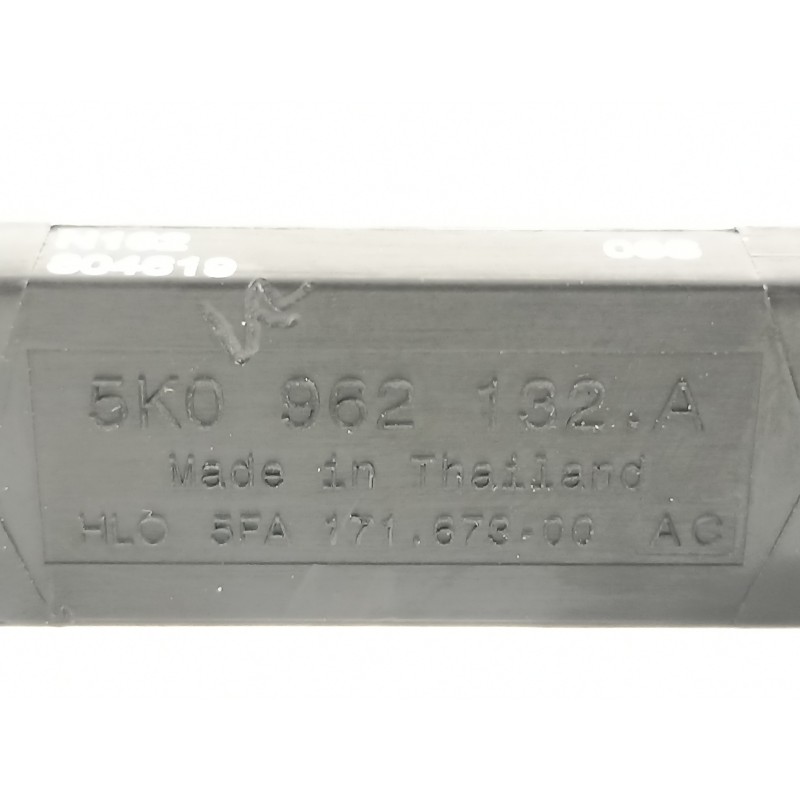 5K0 962 132.A
Made in Thailand
HLO 5FA 171.673-00 AC